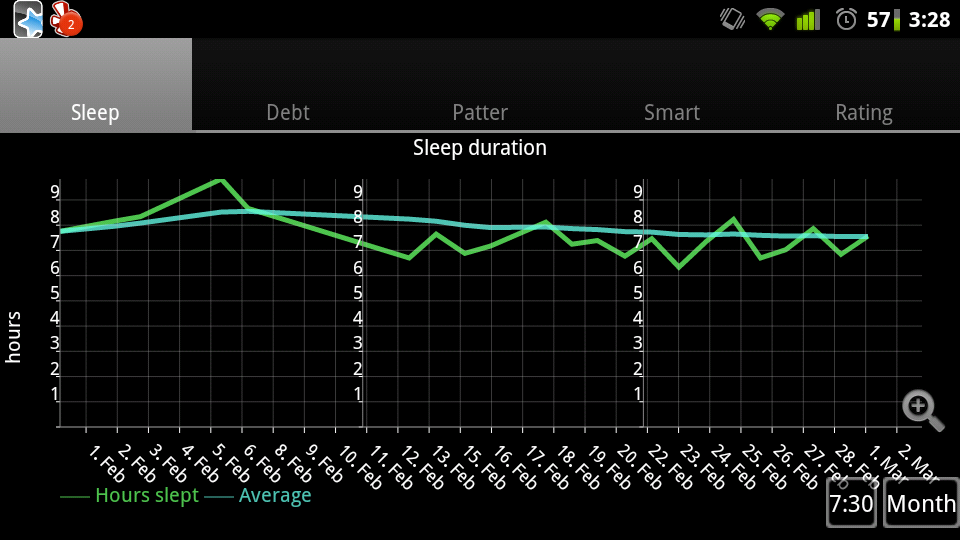 2 57 3:28
Sleep Debt Patter Smart Rating
Sleep duration
9 9 9
8 8 8
7 7 7
6 6 6
5 5 5
4 4 4
3 3 3
2 2 2
1 1 1
hours
1. Feb 2. Feb 3. Feb 4. Feb 5. Feb 6. Feb 8. Feb 9. Feb 10. Feb 11. Feb 12. Feb 13. Feb 15. Feb 16. Feb 17. Feb 18. Feb 19. Feb 20. Feb 22. Feb 23. Feb 24. Feb 25. Feb 26. Feb 27. Feb 28. Feb 1. Mar 2. Mar
Hours slept Average
7:30 Month